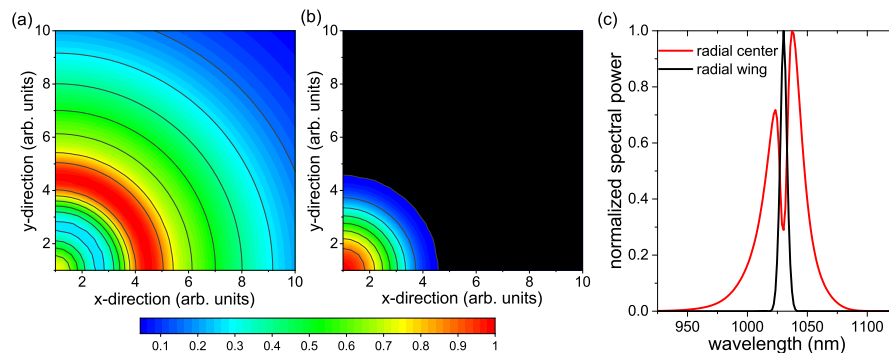 (a)
10
8
6
4
2
y-direction (arb. units)
2 4 6 8 10
x-direction (arb. units)
(b)
10
8
6
4
2
y-direction (arb. units)
2 4 6 8 10
x-direction (arb. units)
0.1 0.2 0.3 0.4 0.5 0.6 0.7 0.8 0.9 1
(c)
1.0
0.8
0.6
0.4
0.2
0.0
normalized spectral power
radial center
radial wing
950 1000 1050 1100
wavelength (nm)